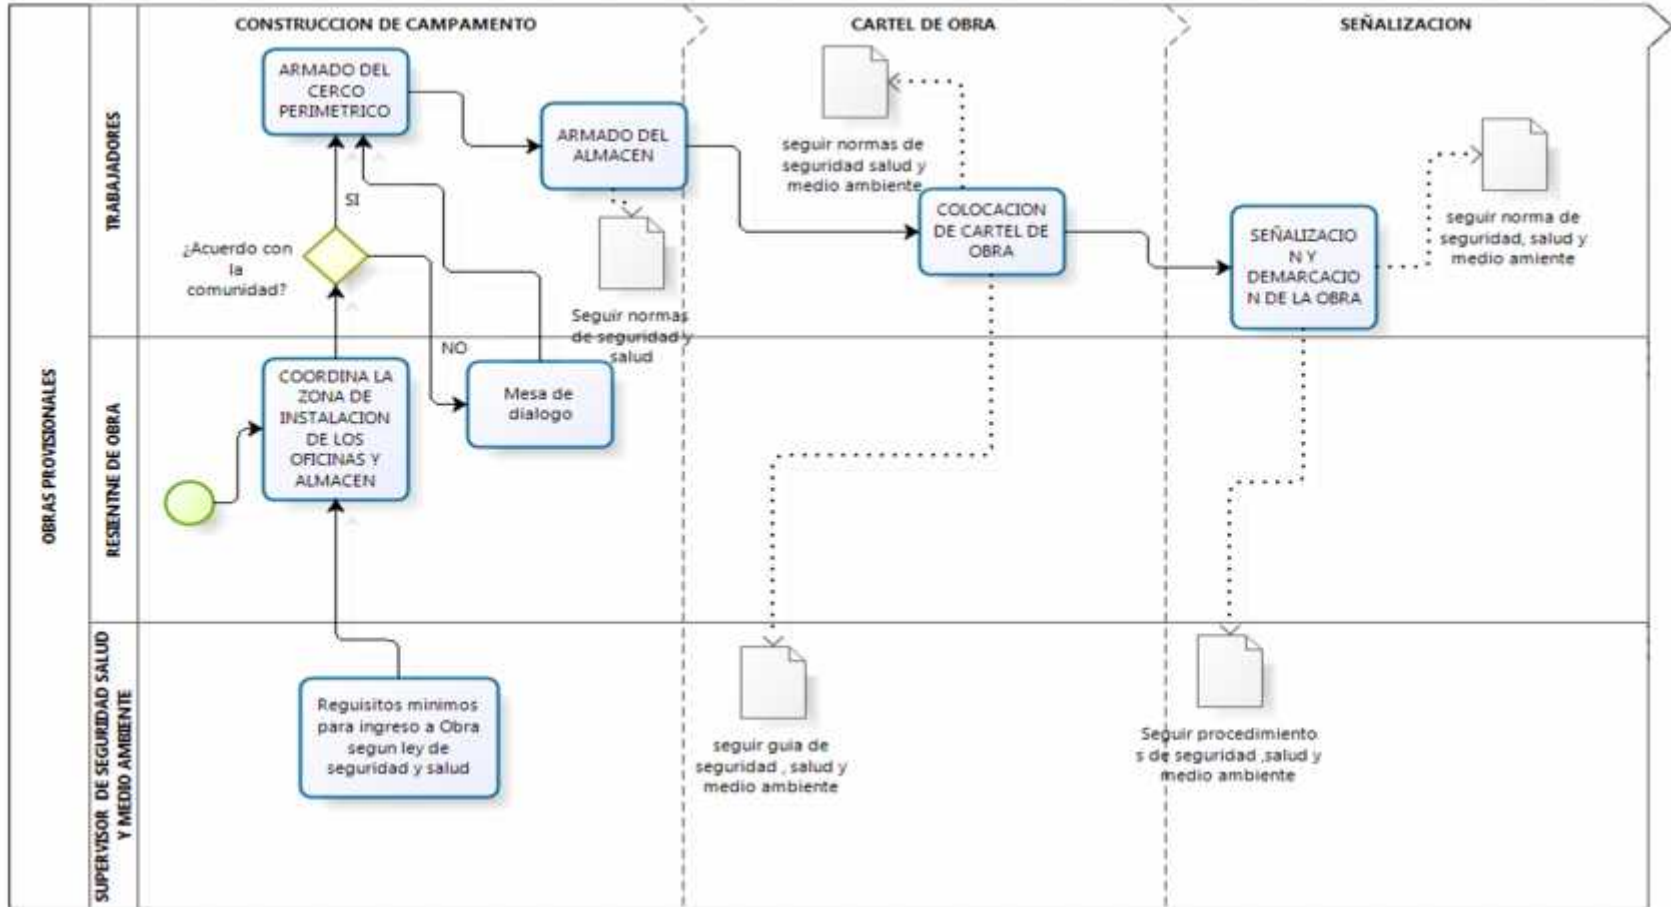 CONSTRUCCION DE CAMPAMENTO
CARTEL DE OBRA
SEÑALIZACION
OBRAS PROVISIONALES
TRABAJADORES
ARMADO DEL
CERCO
PERIMETRICO
ARMADO DEL
ALMACEN
seguir normas de
seguridad salud y
medio ambiente
COLOCACION
DE CARTEL DE
OBRA
SEÑALIZACIO
N Y
DEMARCACIO
N DE LA OBRA
seguir norma de
seguridad, salud y
medio amiente
SI
¿Acuerdo con
la
comunidad?
Seguir normas
de seguridad y
salud
NO
RESIENTNE DE OBRA
COORDINA LA
ZONA DE
INSTALACION
DE LOS
OFICINAS Y
ALMACEN
Mesa de
dialogo
SUPERVISOR DE SEGURIDAD SALUD
Y MEDIO AMBIENTE
Reguisitos minimos
para ingreso a Obra
segun ley de
seguridad y salud
seguir guia de
seguridad , salud y
medio ambiente
Seguir procedimiento
s de seguridad ,salud y
medio ambiente